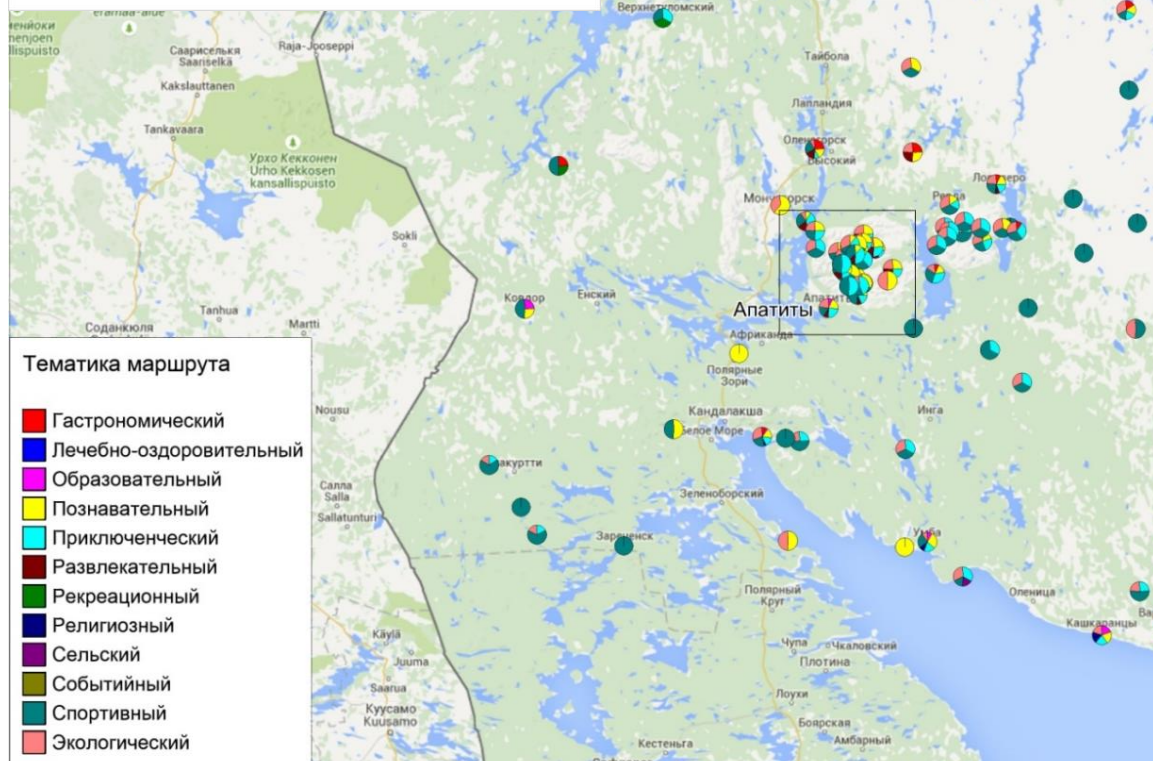 Верхнетуломский
Саариселькя
Saariselkä
Raja-Jooseppi
Kakslauttanen
Tankavaara
Урхо Кекконен
Urho Kekkosen
kansallispuisto
Тайбола
Лапландия
Оленегорск
Высокий
Sokli
Ковдор
Енский
Апатиты
Африканда
Полярные
Зори
Соданкюля
Tanhua
Martti
Nousu
Кандалакша
Белое Море
Инга
Салла
Salla
Sallatunturi
Зеленоборский
Зареченск
Умба
Полярный
Круг
Оленица
Кашкаранцы
Чупа
Чкаловский
Плотина
Käylä
Juuma
Saarua
Куусамо
Kuusamo
Лоухи
Боярская
Амбарный
Кестеньга
Тематика маршрута
Гастрономический
Лечебно-оздоровительный
Образовательный
Познавательный
Приключенческий
Развлекательный
Рекреационный
Религиозный
Сельский
Событийный
Спортивный
Экологический